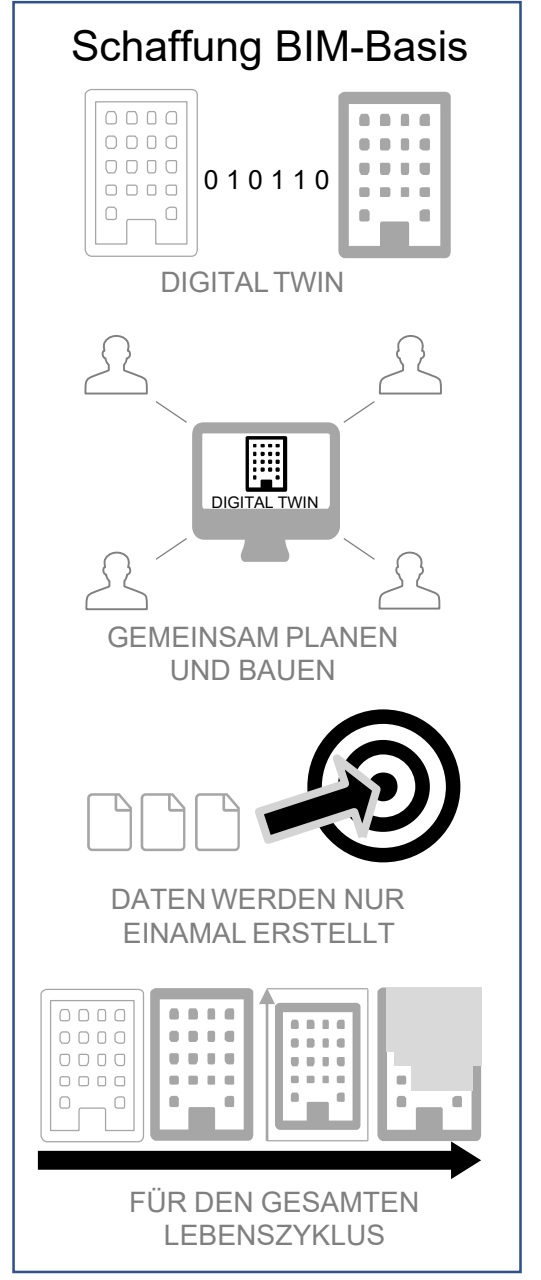 Schaffung BIM-Basis
0 1 0 1 1 0
DIGITAL TWIN
DIGITAL TWIN
GEMEINSAM PLANEN
UND BAUEN
DATEN WERDEN NUR
EINAMAL ERSTELLT
FÜR DEN GESAMTEN
LEBENSZYKLUS